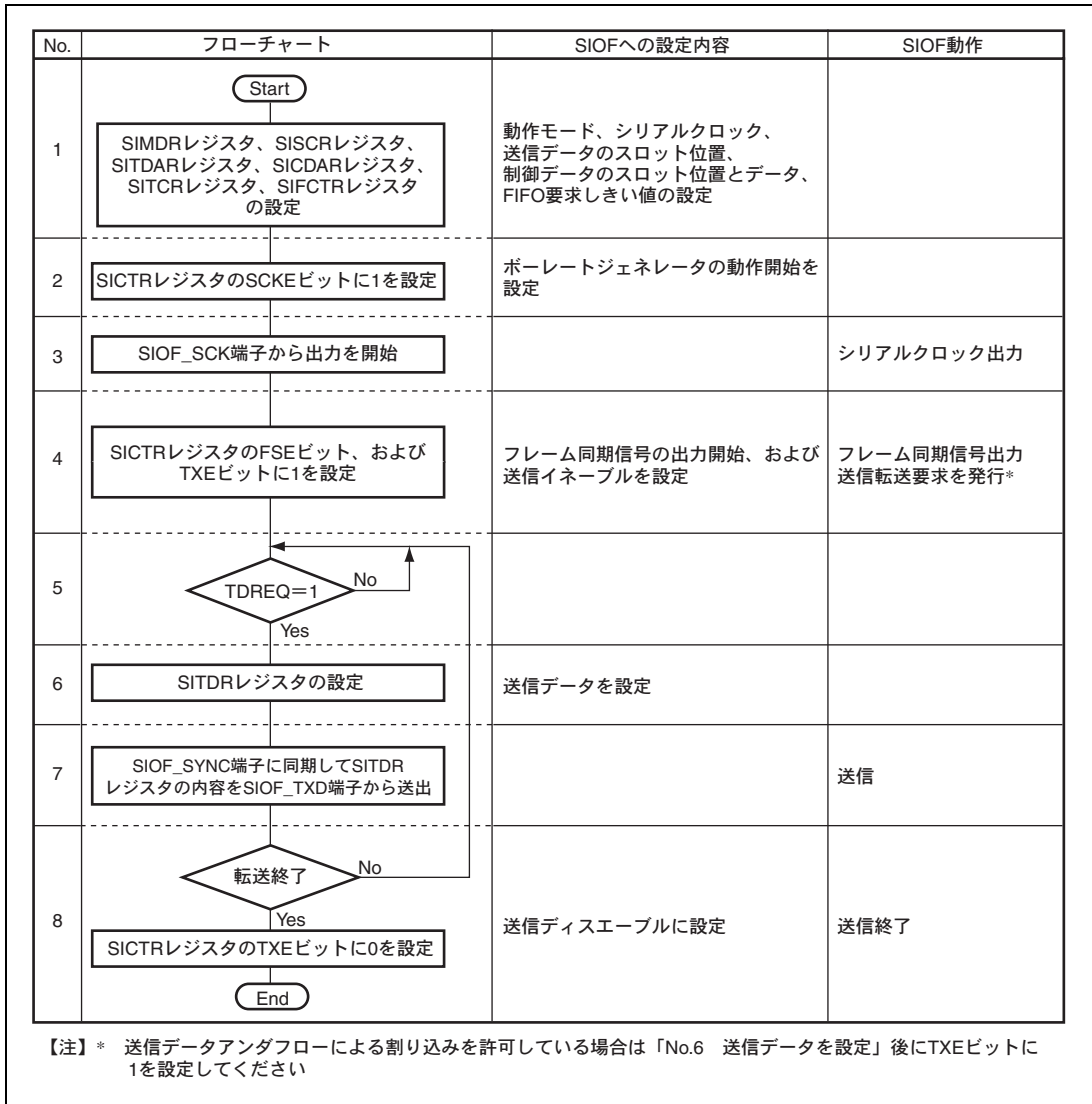 No. フローチャート SIOFへの設定内容 SIOF動作
Start
1
SIMDRレジスタ、SISCRレジスタ、
SITDARレジスタ、SICDARレジスタ、
SITCRレジスタ、SIFCTRレジスタ
の設定
動作モード、シリアルクロック、
送信データのスロット位置、
制御データのスロット位置とデータ、
FIFO要求しきい値の設定
2
SICTRレジスタのSCKEビットに1を設定
ボーレートジェネレータの動作開始を
設定
3
SIOF_SCK端子から出力を開始
シリアルクロック出力
4
SICTRレジスタのFSEビット、および
TXEビットに1を設定
フレーム同期信号の出力開始、および
送信イネーブルを設定
フレーム同期信号出力
送信転送要求を発行*
5
TDREQ=1
No
Yes
6
SITDRレジスタの設定
送信データを設定
7
SIOF_SYNC端子に同期してSITDR
レジスタの内容をSIOF_TXD端子から送出
送信
8
転送終了
No
Yes
SICTRレジスタのTXEビットに0を設定
送信ディスエーブルに設定
送信終了
End
【注】* 送信データアンダフローによる割り込みを許可している場合は「No.6 送信データを設定」後にTXEビットに
1を設定してください